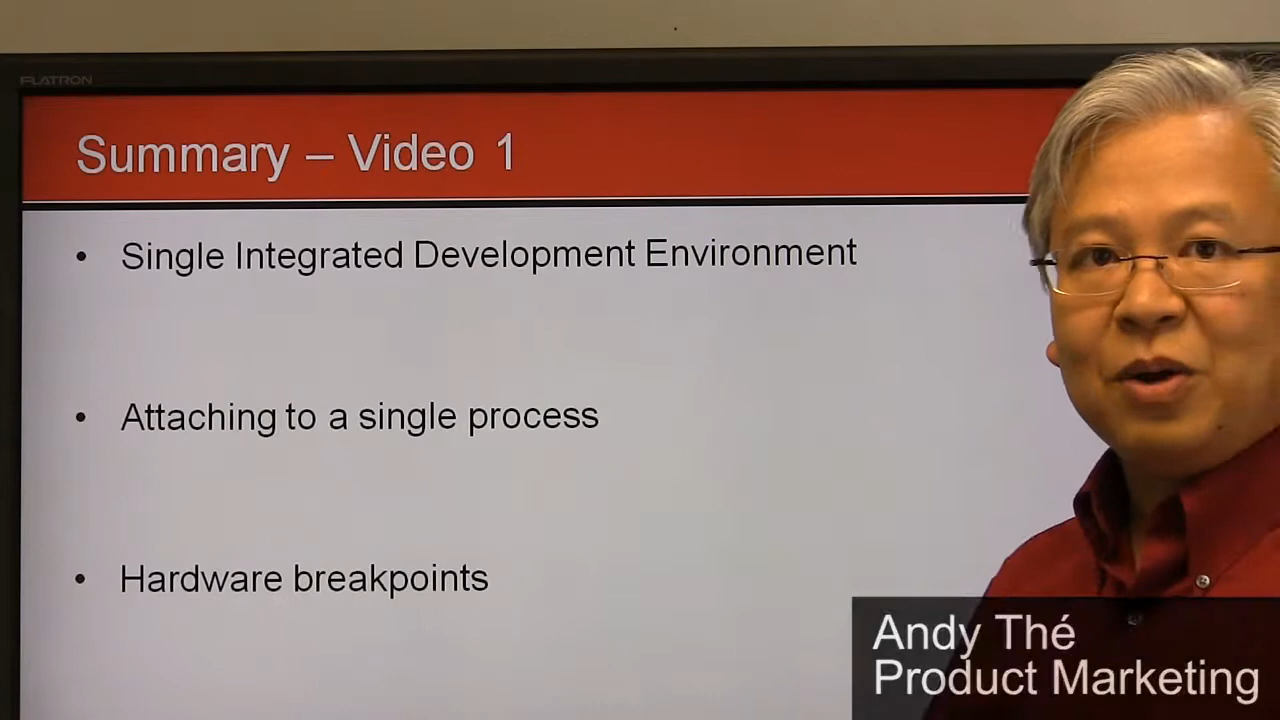 FLATRON
Summary – Video 1
• Single Integrated Development Environment
• Attaching to a single process
• Hardware breakpoints
Andy Thé
Product Marketing